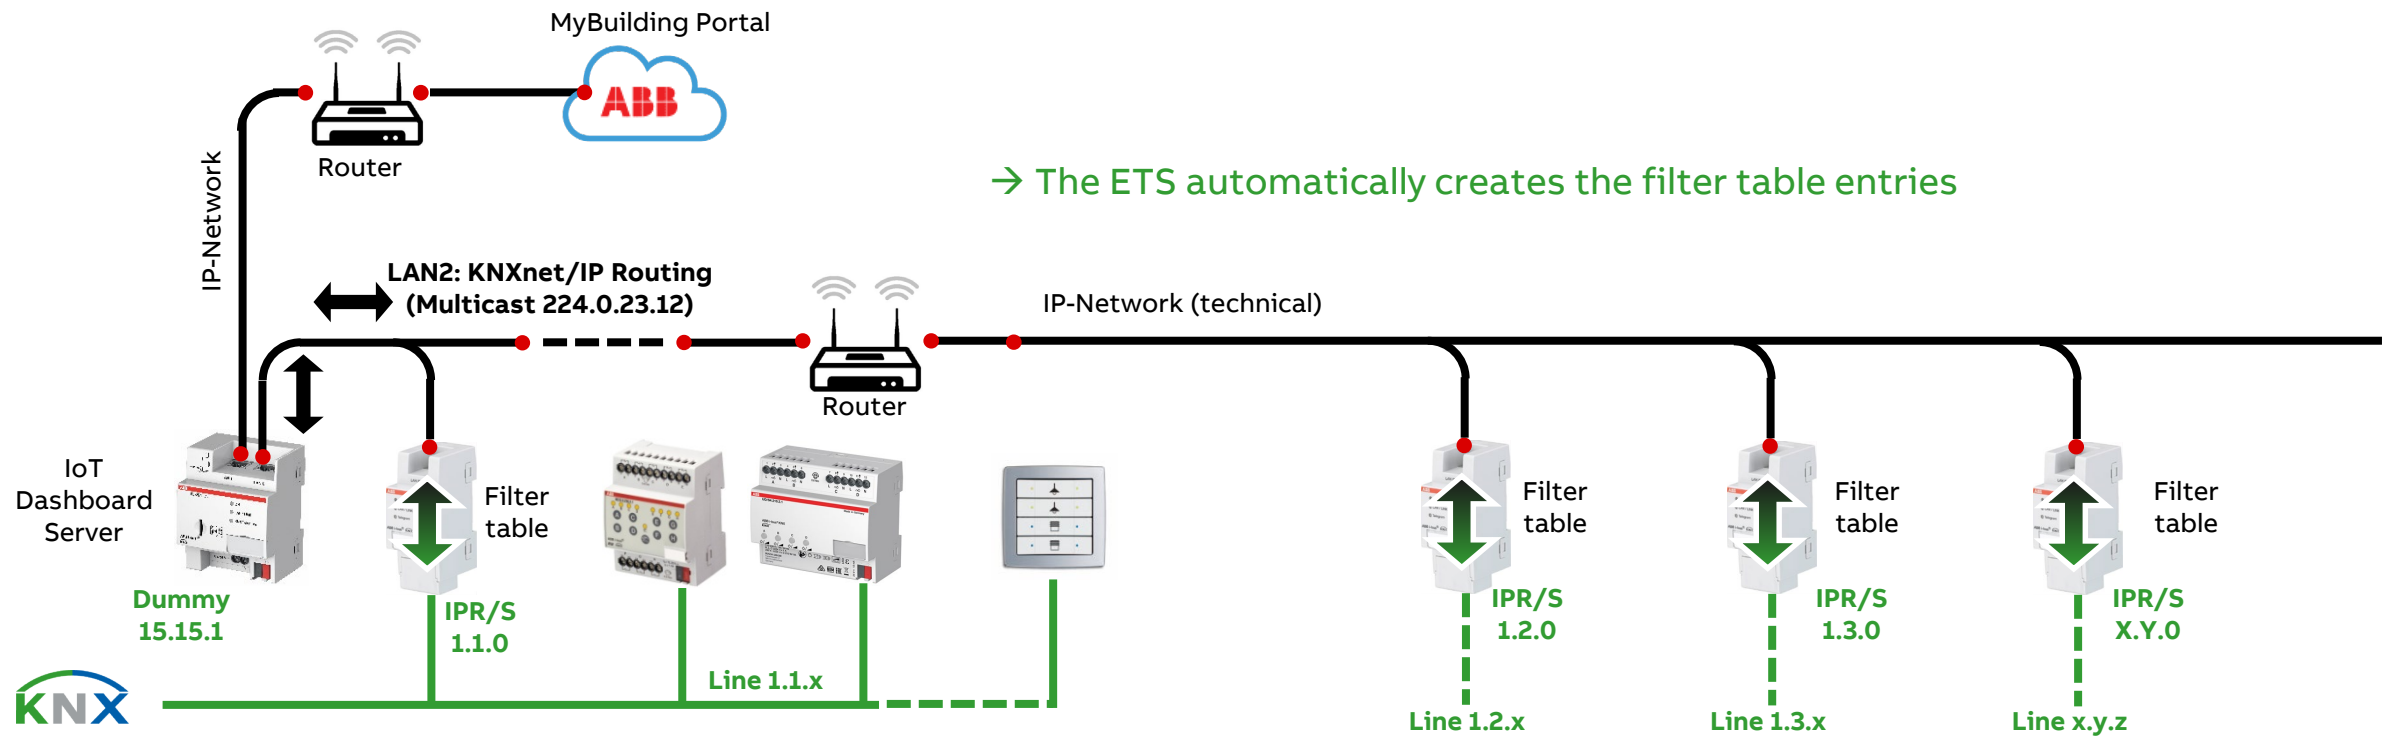 MyBuilding Portal
ABB
Router
IP-Network
→ The ETS automatically creates the filter table entries
LAN2: KNXnet/IP Routing
(Multicast 224.0.23.12)
IP-Network (technical)
Router
IoT
Dashboard
Server
Filter
table
Filter
table
Filter
table
Filter
table
Dummy
15.15.1
IPR/S
1.1.0
IPR/S
1.2.0
IPR/S
1.3.0
IPR/S
X.Y.0
Line 1.1.x
KNX
Line 1.2.x
Line 1.3.x
Line x.y.z